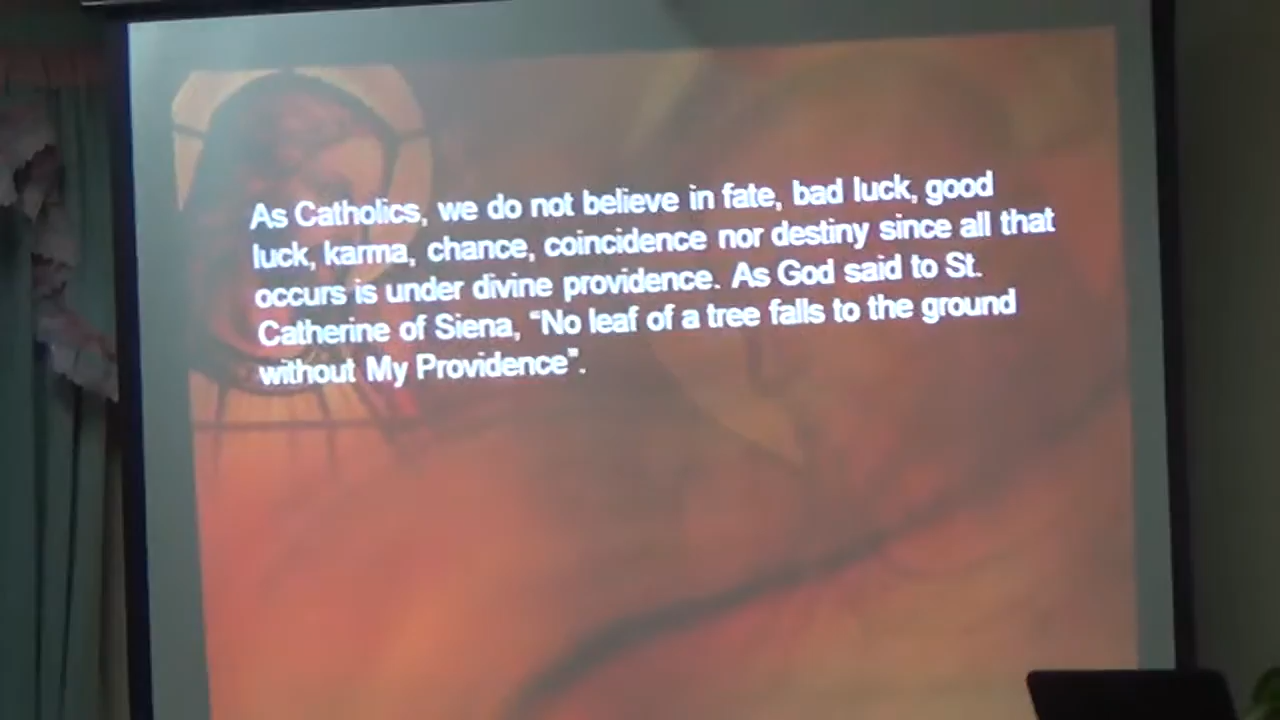 As Catholics, we do not believe in fate, bad luck, good
luck, karma, chance, coincidence nor destiny since all that
occurs is under divine providence. As God said to St.
Catherine of Siena, “No leaf of a tree falls to the ground
without My Providence”.